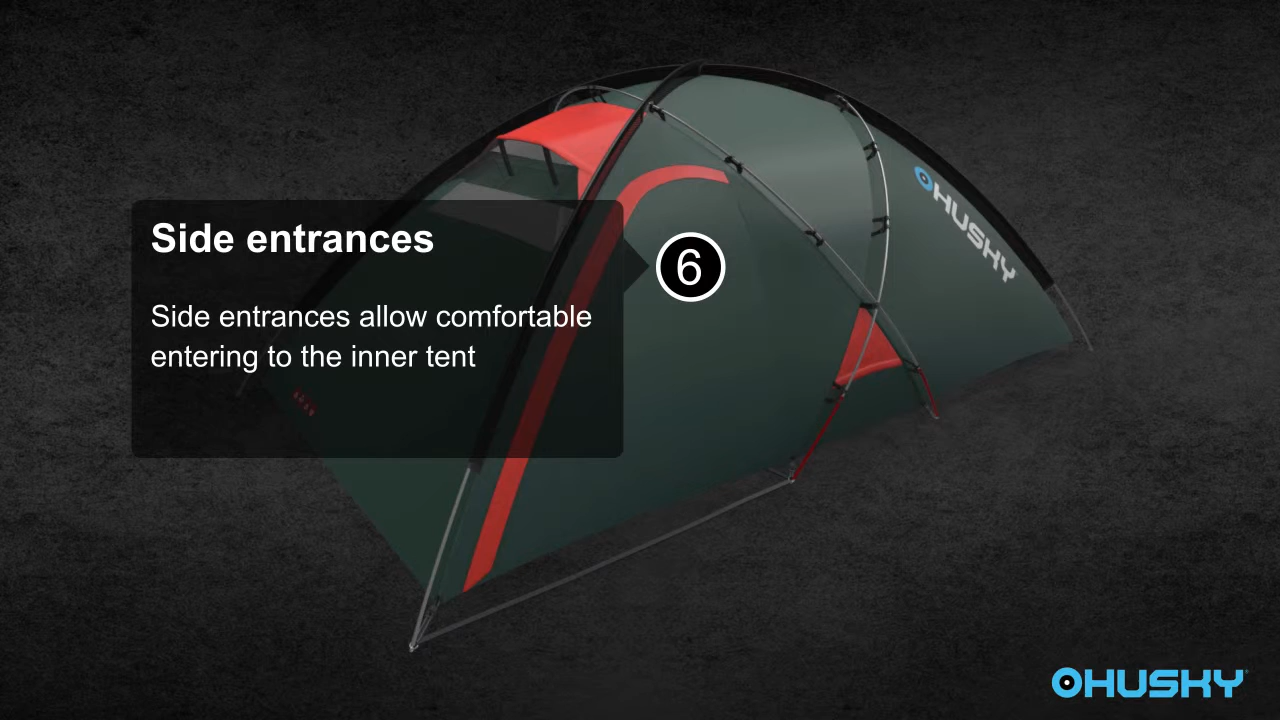 Side entrances
Side entrances allow comfortable
entering to the inner tent
6
HUSKY
HUSKY